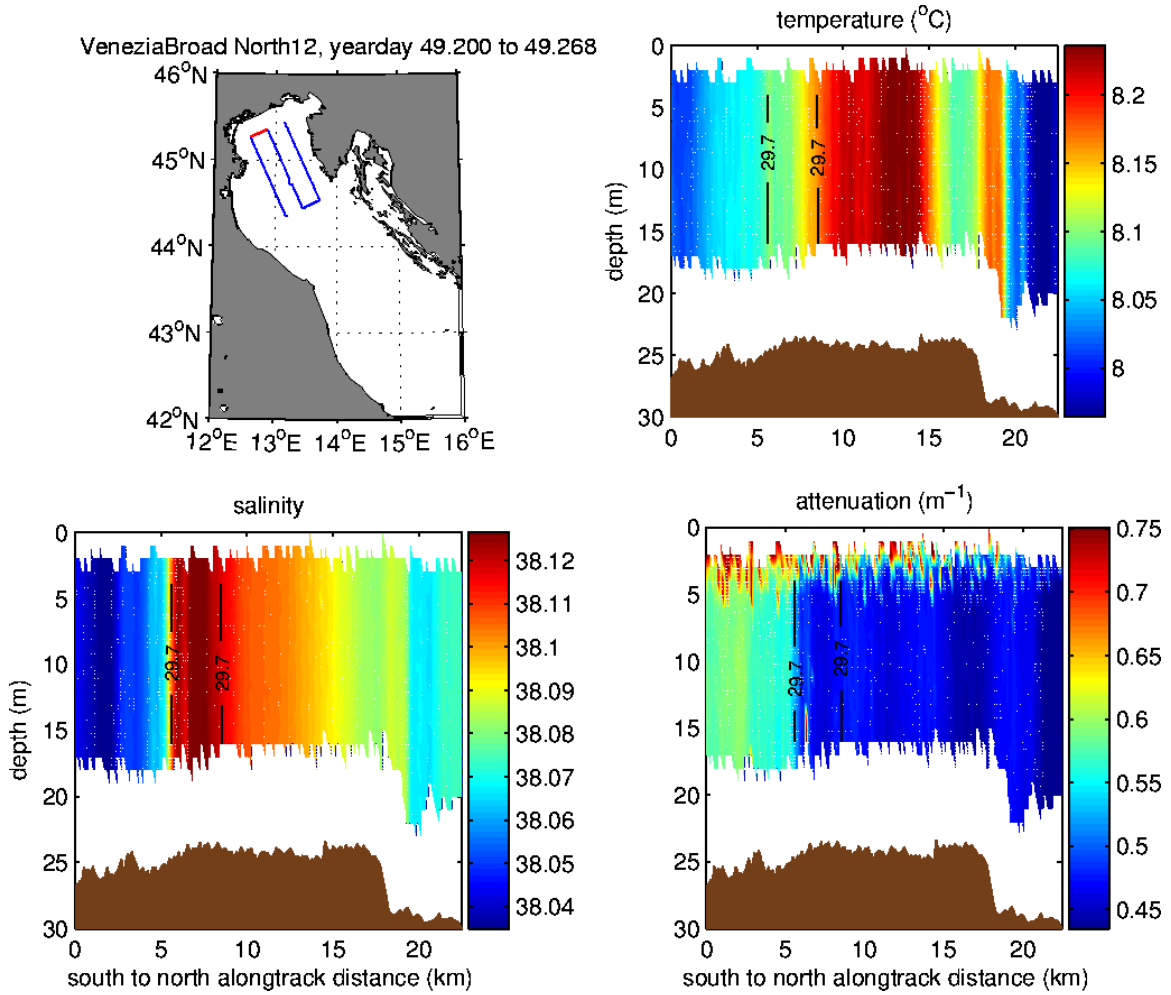 VeneziaBroad North12, yearday 49.200 to 49.268
46°N
45°N
44°N
43°N
42°N
12°E 13°E 14°E 15°E 16°E
temperature (°C)
0
5
10
15
20
25
30
depth (m)
29.7 29.7
0 5 10 15 20
8.2
8.15
8.1
8.05
8
salinity
0
5
10
15
20
25
30
depth (m)
29.7 29.7
0 5 10 15 20
south to north alongtrack distance (km)
38.12
38.11
38.1
38.09
38.08
38.07
38.06
38.05
38.04
attenuation (m⁻¹)
0
5
10
15
20
25
30
29.7 29.7
0 5 10 15 20
south to north alongtrack distance (km)
0.75
0.7
0.65
0.6
0.55
0.5
0.45